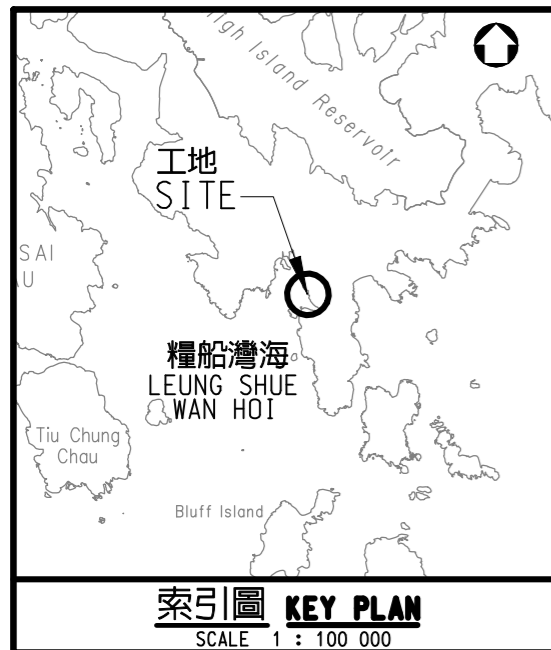 High Island Reservoir
工地
SITE
SAI
AU
H
糧船灣海
LEUNG SHUE
WAN HOI
Tiu Chung
Chau
Bluff Island
索引圖 KEY PLAN
SCALE 1 : 100 000